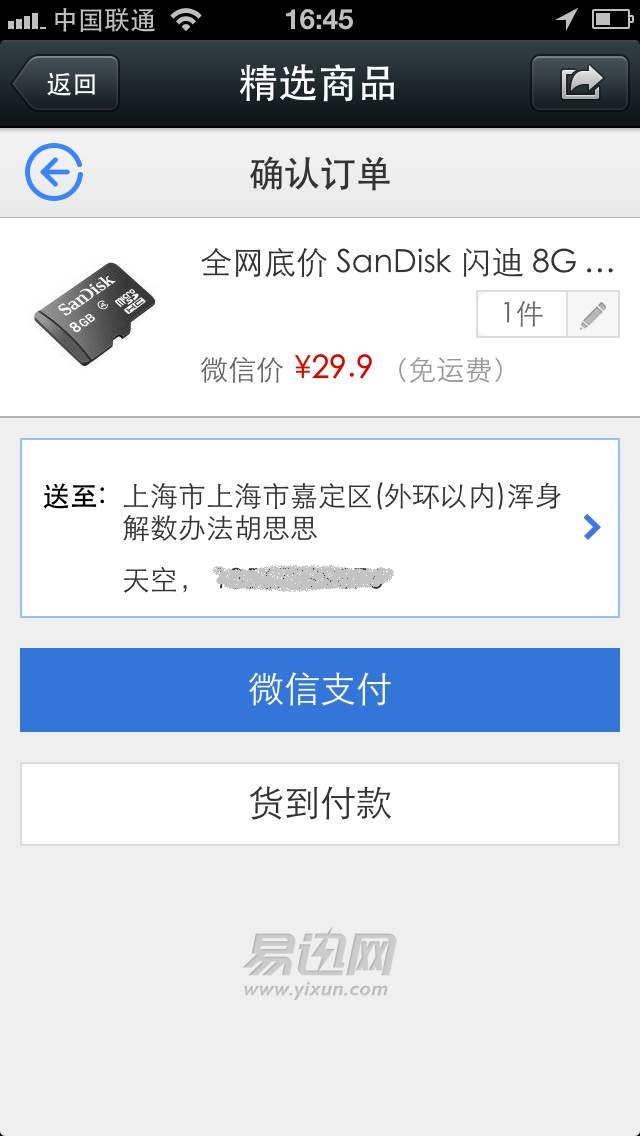 中国联通 16:45
返回 精选商品
确认订单
全网底价 SanDisk 闪迪 8G ...
SanDisk
8GB 4 micro HC
1件
微信价 ¥29.9 (免运费)
送至: 上海市上海市嘉定区(外环以内)浑身
解数办法胡思思
天空,
微信支付
货到付款
易迅网
www.yixun.com